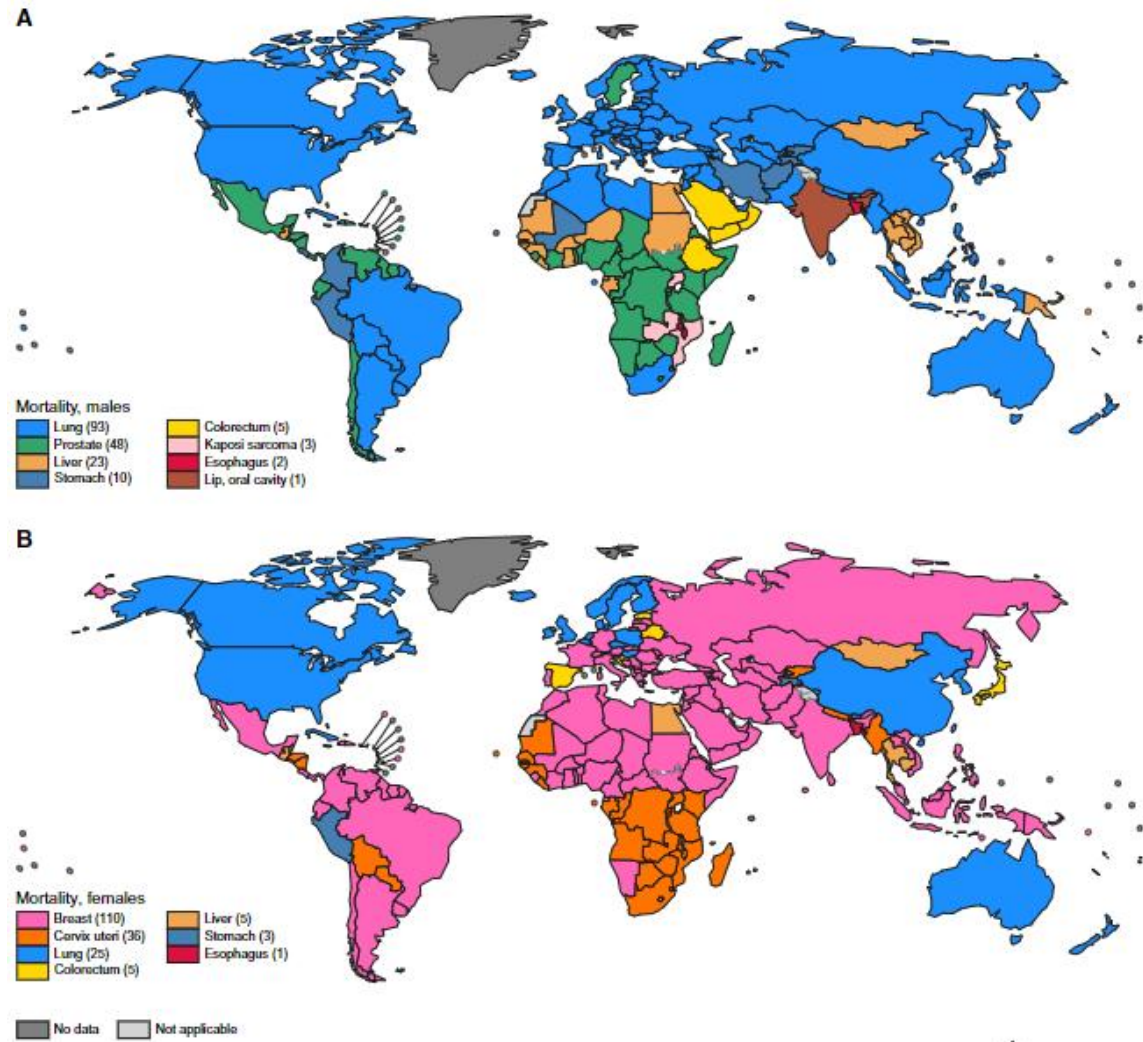 A
Mortality, males
Lung (93)
Prostate (48)
Liver (23)
Stomach (10)
Colorectum (5)
Kaposi sarcoma (3)
Esophagus (2)
Lip, oral cavity (1)
B
Mortality, females
Breast (110)
Cervix uteri (36)
Lung (25)
Colorectum (5)
Liver (5)
Stomach (3)
Esophagus (1)
No data
Not applicable